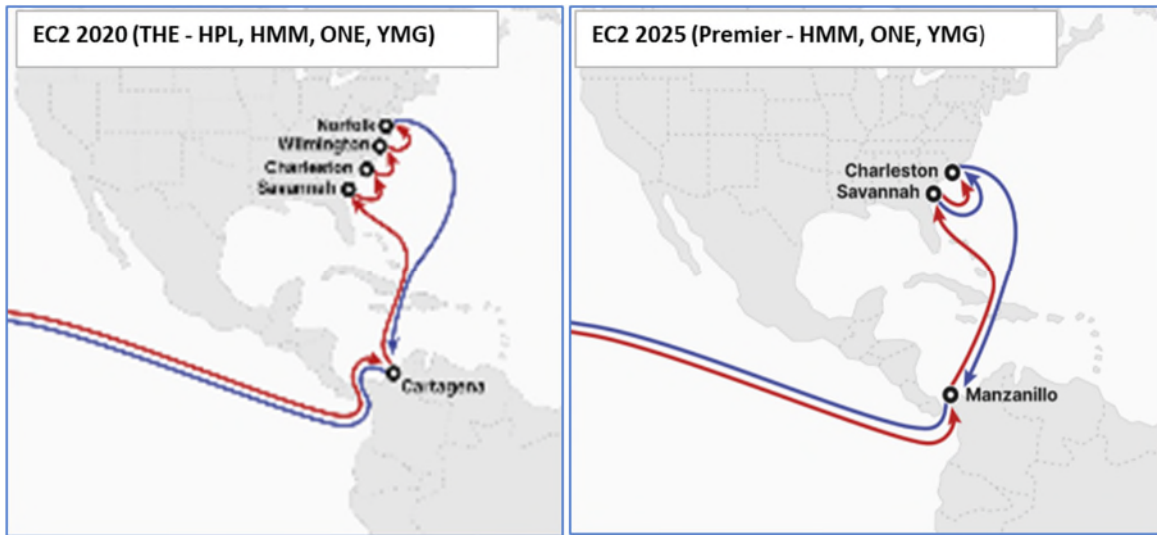 EC2 2020 (THE - HPL, HMM, ONE, YMG)
Norfolk
Wilmington
Charleston
Savannah
Cartagena
EC2 2025 (Premier - HMM, ONE, YMG)
Charleston
Savannah
Manzanillo